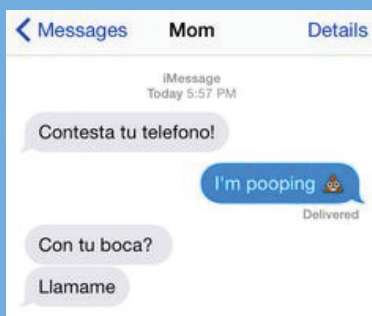 Messages Mom Details
iMessage
Today 5:57 PM
Contesta tu telefono!
I'm pooping 💩
Delivered
Con tu boca?
Llamame